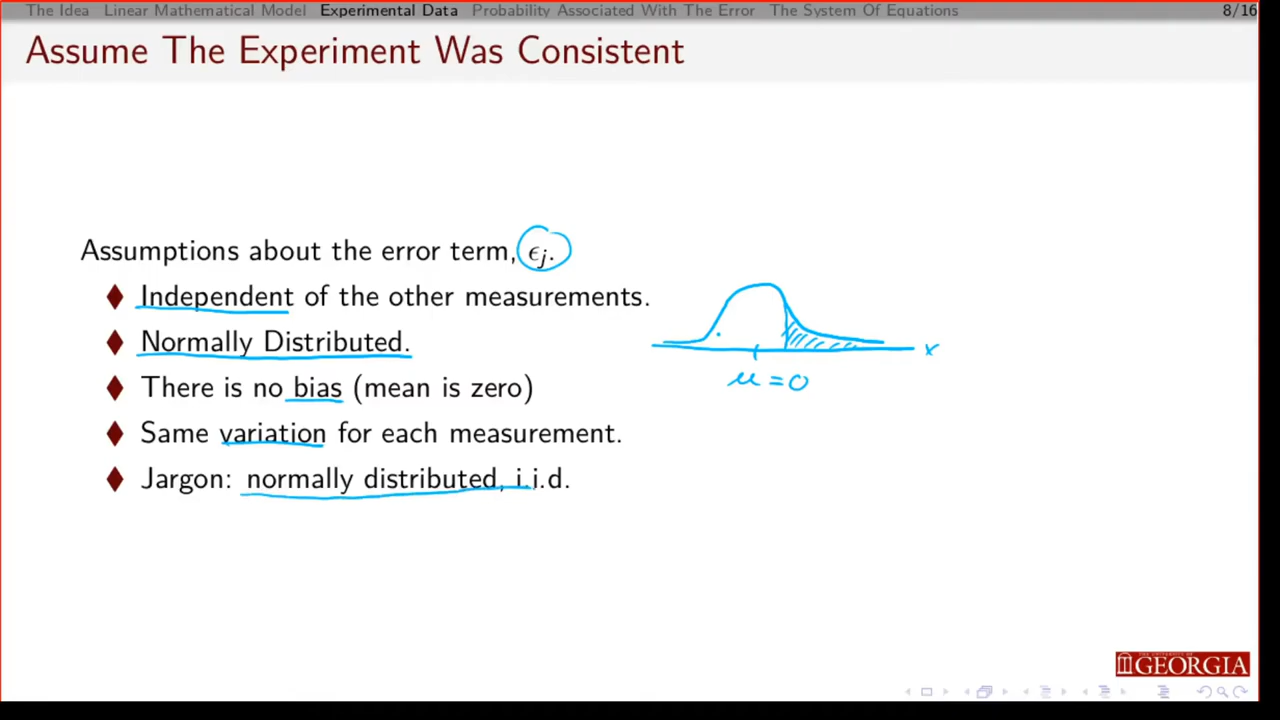 The Idea Linear Mathematical Model Experimental Data Probability Associated With The Error The System Of Equations 8/16
Assume The Experiment Was Consistent
Assumptions about the error term, ϵj.
Independent of the other measurements.
Normally Distributed.
There is no bias (mean is zero)
Same variation for each measurement.
Jargon: normally distributed, i.i.d.
x
μ = 0
GEORGIA